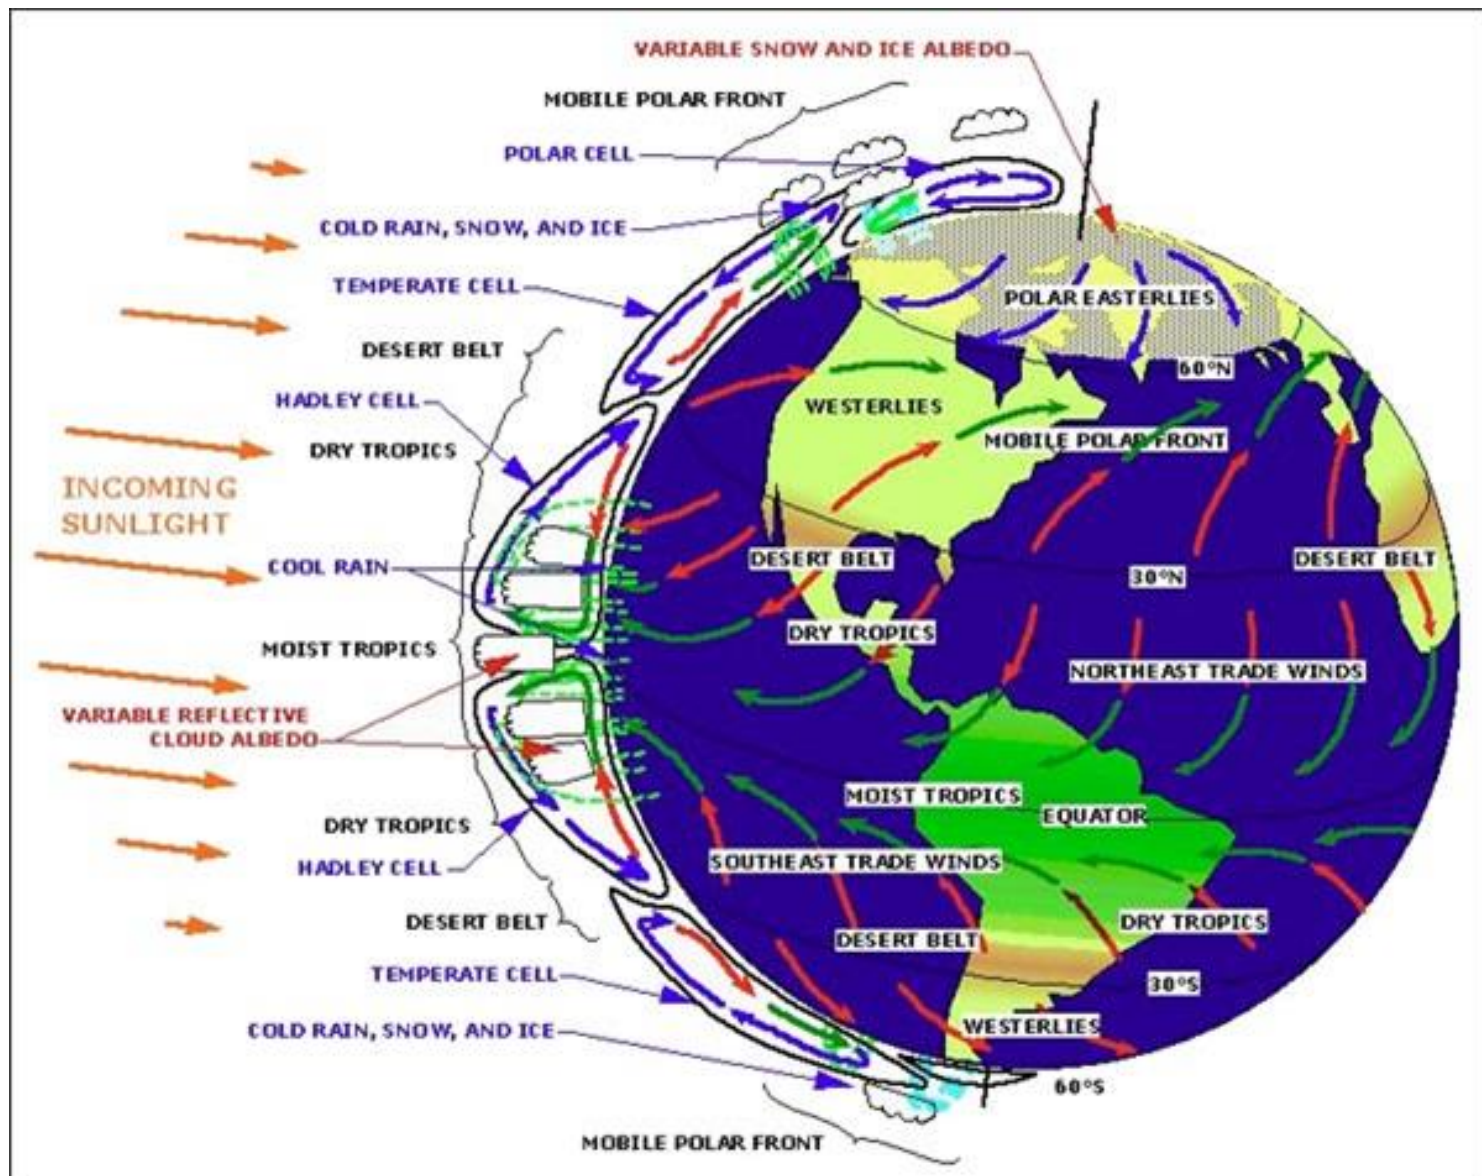 VARIABLE SNOW AND ICE ALBEDO
MOBILE POLAR FRONT
POLAR CELL
COLD RAIN, SNOW, AND ICE
TEMPERATE CELL
POLAR EASTERLIES
DESERT BELT
60°N
HADLEY CELL
WESTERLIES
DRY TROPICS
MOBILE POLAR FRONT
INCOMING
SUNLIGHT
COOL RAIN
DESERT BELT
DESERT BELT
30°N
DRY TROPICS
MOIST TROPICS
NORTHEAST TRADE WINDS
VARIABLE REFLECTIVE
CLOUD ALBEDO
MOIST TROPICS
EQUATOR
DRY TROPICS
HADLEY CELL
SOUTHEAST TRADE WINDS
DESERT BELT
DRY TROPICS
DESERT BELT
TEMPERATE CELL
30°S
COLD RAIN, SNOW, AND ICE
WESTERLIES
60°S
MOBILE POLAR FRONT